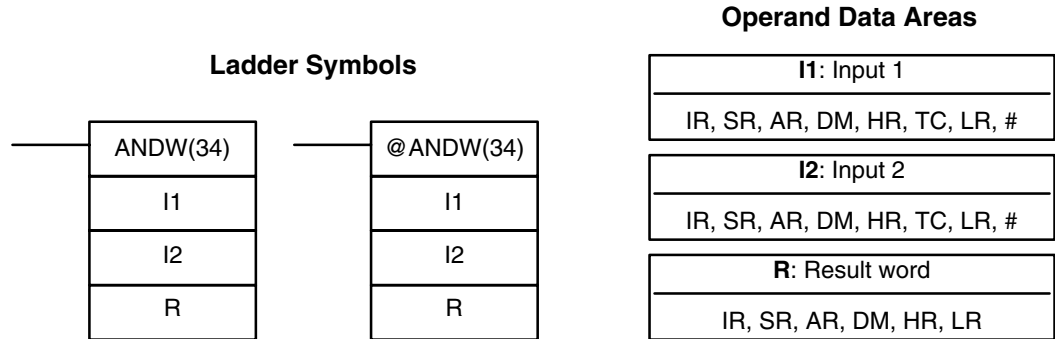 Ladder Symbols
ANDW(34)
I1
I2
R
@ANDW(34)
I1
I2
R
Operand Data Areas
I1: Input 1
IR, SR, AR, DM, HR, TC, LR, #
I2: Input 2
IR, SR, AR, DM, HR, TC, LR, #
R: Result word
IR, SR, AR, DM, HR, LR